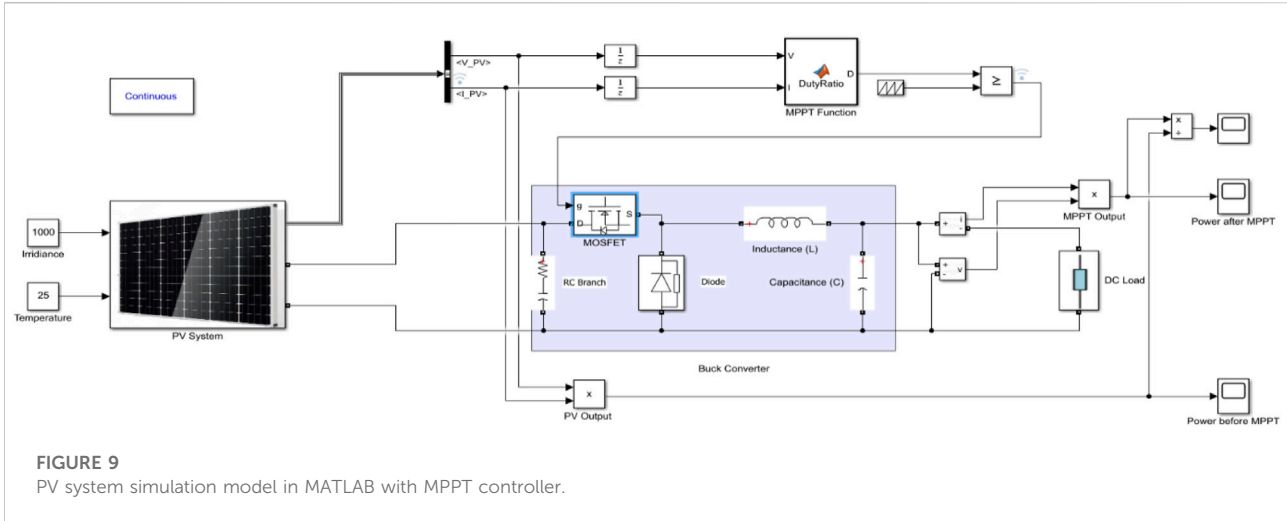 <V_PV>
<I_PV>
1
z
1
z
V
I
D
DutyRatio
MPPT Function
≥
Continuous
x
÷
1000
Irridiance
25
Temperature
PV System
g
D
S
MOSFET
RC Branch
Diode
Inductance (L)
Capacitance (C)
Buck Converter
+
i
-
+
v
-
x
MPPT Output
Power after MPPT
DC Load
x
PV Output
Power before MPPT
FIGURE 9
PV system simulation model in MATLAB with MPPT controller.